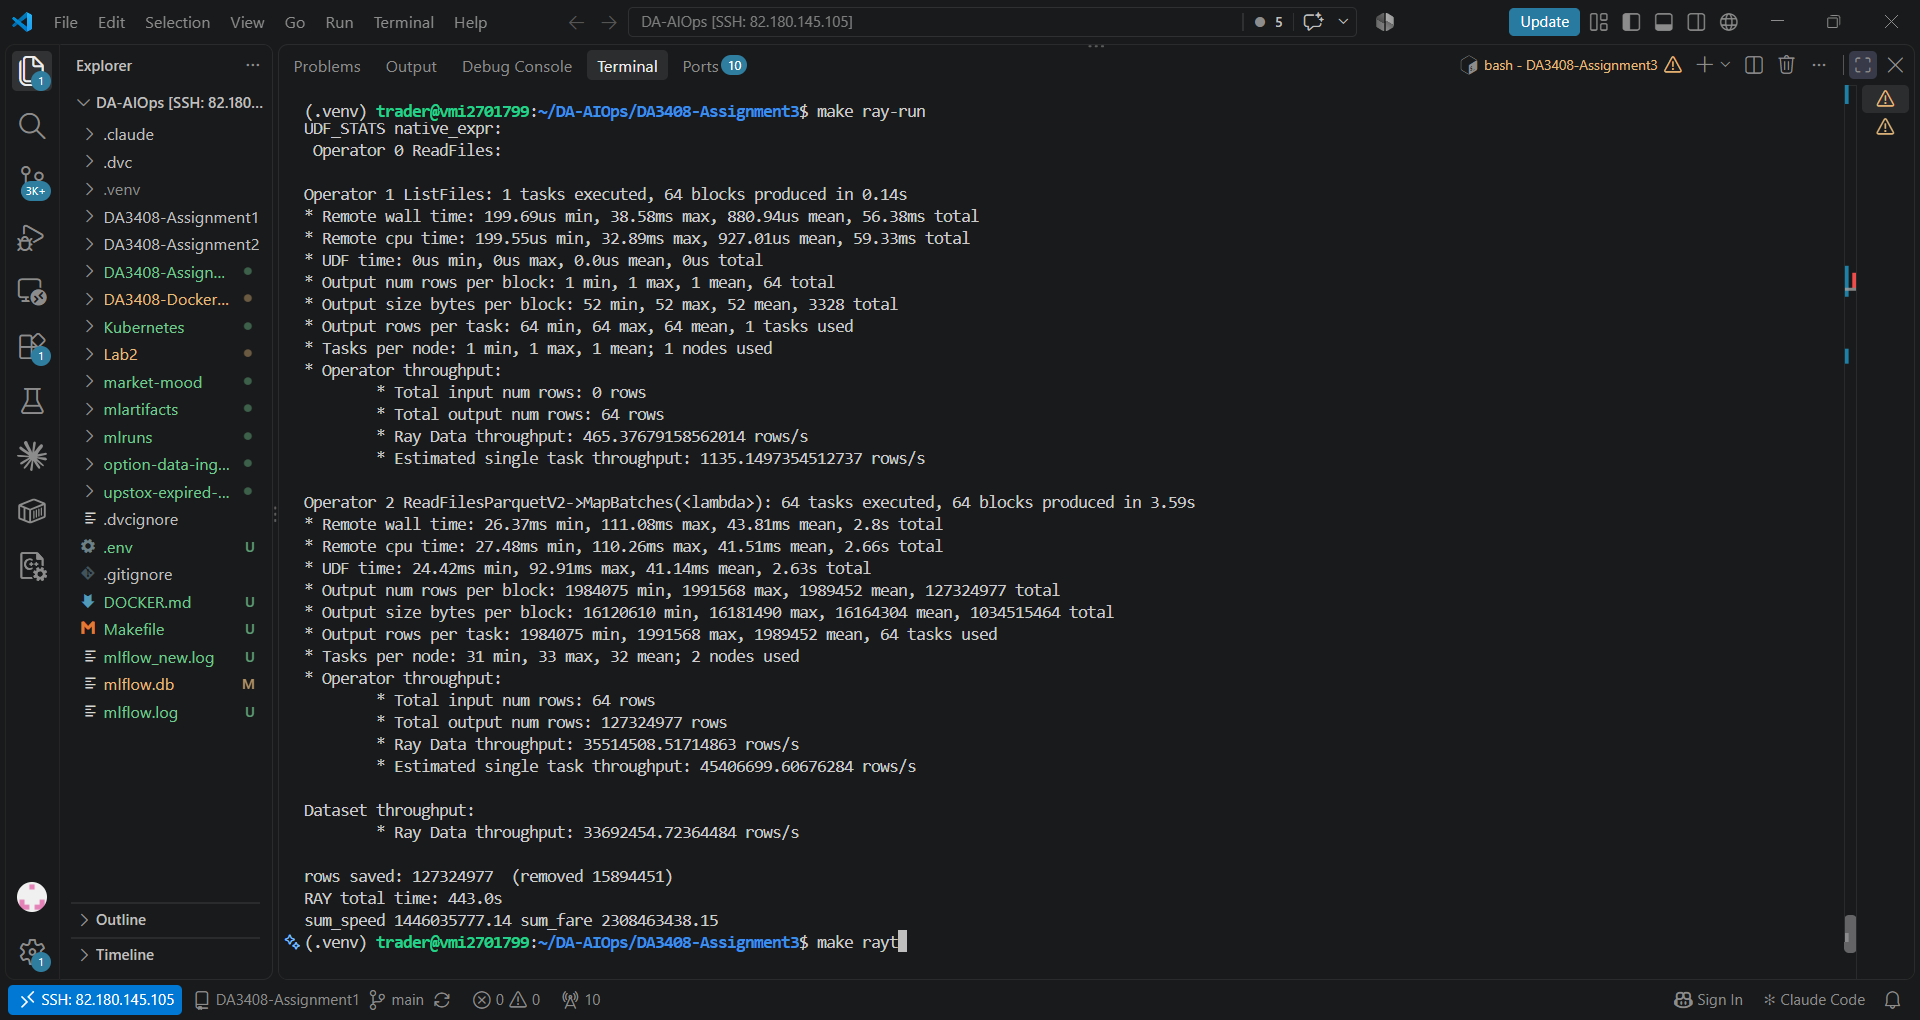 File Edit Selection View Go Run Terminal Help
DA-AIOps [SSH: 82.180.145.105]
5
Update
Explorer
DA-AIOps [SSH: 82.180...
.claude
.dvc
.venv
DA3408-Assignment1
DA3408-Assignment2
DA3408-Assign...
DA3408-Docker...
Kubernetes
Lab2
market-mood
mlartifacts
mlruns
option-data-ing...
upstox-expired-...
.dvcignore
.env U
.gitignore
DOCKER.md U
Makefile U
mlflow_new.log U
mlflow.db M
mlflow.log U
Outline
Timeline
1
3K+
1
1
Problems Output Debug Console Terminal Ports 10
bash - DA3408-Assignment3
(.venv) trader@vmi2701799:~/DA-AIOps/DA3408-Assignment3$ make ray-run
UDF_STATS native_expr:
Operator 0 ReadFiles:
Operator 1 ListFiles: 1 tasks executed, 64 blocks produced in 0.14s
* Remote wall time: 199.69us min, 38.58ms max, 880.94us mean, 56.38ms total
* Remote cpu time: 199.55us min, 32.89ms max, 927.01us mean, 59.33ms total
* UDF time: 0us min, 0us max, 0.0us mean, 0us total
* Output num rows per block: 1 min, 1 max, 1 mean, 64 total
* Output size bytes per block: 52 min, 52 max, 52 mean, 3328 total
* Output rows per task: 64 min, 64 max, 64 mean, 1 tasks used
* Tasks per node: 1 min, 1 max, 1 mean; 1 nodes used
* Operator throughput:
* Total input num rows: 0 rows
* Total output num rows: 64 rows
* Ray Data throughput: 465.37679158562014 rows/s
* Estimated single task throughput: 1135.1497354512737 rows/s
Operator 2 ReadFilesParquetV2->MapBatches(<lambda>): 64 tasks executed, 64 blocks produced in 3.59s
* Remote wall time: 26.37ms min, 111.08ms max, 43.81ms mean, 2.8s total
* Remote cpu time: 27.48ms min, 110.26ms max, 41.51ms mean, 2.66s total
* UDF time: 24.42ms min, 92.91ms max, 41.14ms mean, 2.63s total
* Output num rows per block: 1984075 min, 1991568 max, 1989452 mean, 127324977 total
* Output size bytes per block: 16120610 min, 16181490 max, 16164304 mean, 1034515464 total
* Output rows per task: 1984075 min, 1991568 max, 1989452 mean, 64 tasks used
* Tasks per node: 31 min, 33 max, 32 mean; 2 nodes used
* Operator throughput:
* Total input num rows: 64 rows
* Total output num rows: 127324977 rows
* Ray Data throughput: 35514508.51714863 rows/s
* Estimated single task throughput: 45406699.60676284 rows/s
Dataset throughput:
* Ray Data throughput: 33692454.72364484 rows/s
rows saved: 127324977 (removed 15894451)
RAY total time: 443.0s
sum_speed 1446035777.14 sum_fare 2308463438.15
(.venv) trader@vmi2701799:~/DA-AIOps/DA3408-Assignment3$ make rayt
SSH: 82.180.145.105 DA3408-Assignment1 main 0 0 10
Sign In Claude Code